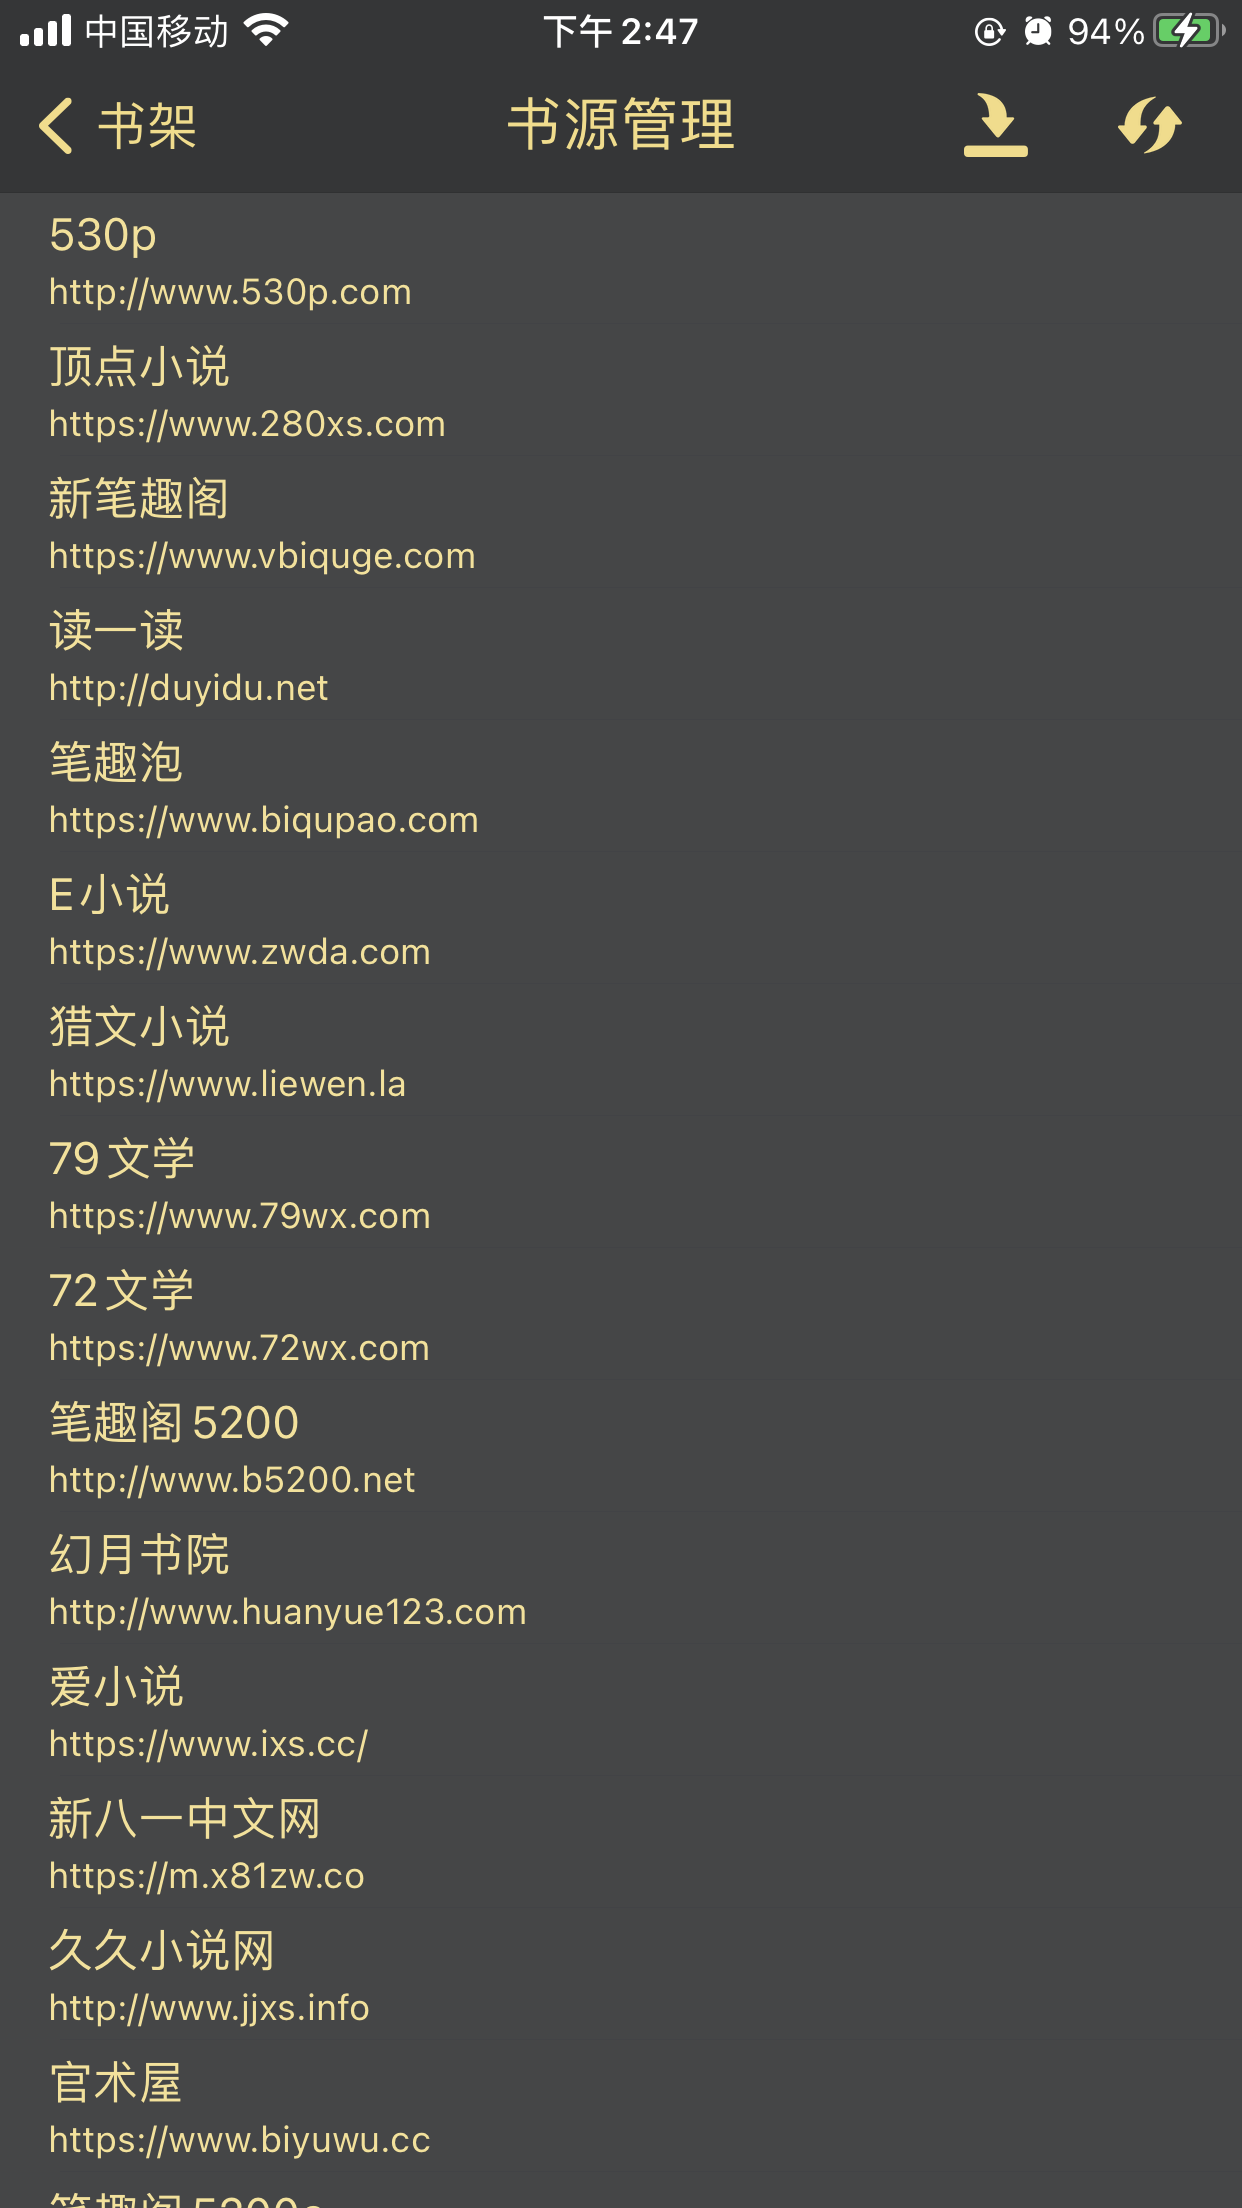 中国移动 下午 2:47 94%
书架 书源管理
530p
http://www.530p.com
顶点小说
https://www.280xs.com
新笔趣阁
https://www.vbiquge.com
读一读
http://duyidu.net
笔趣泡
https://www.biqupao.com
E小说
https://www.zwda.com
猎文小说
https://www.liewen.la
79文学
https://www.79wx.com
72文学
https://www.72wx.com
笔趣阁5200
http://www.b5200.net
幻月书院
http://www.huanyue123.com
爱小说
https://www.ixs.cc/
新八一中文网
https://m.x81zw.co
久久小说网
http://www.jjxs.info
官术屋
https://www.biyuwu.cc